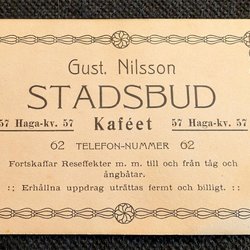 Gust. Nilsson
STADSBUD
57 Haga-kv. 57 Kaféet 57 Haga-kv. 57
62 TELEFON-NUMMER 62
Fortskaffar Reseffekter m. m. till och från tåg och
ångbåtar.
:: Erhållna uppdrag uträttas fermt och billigt. ::